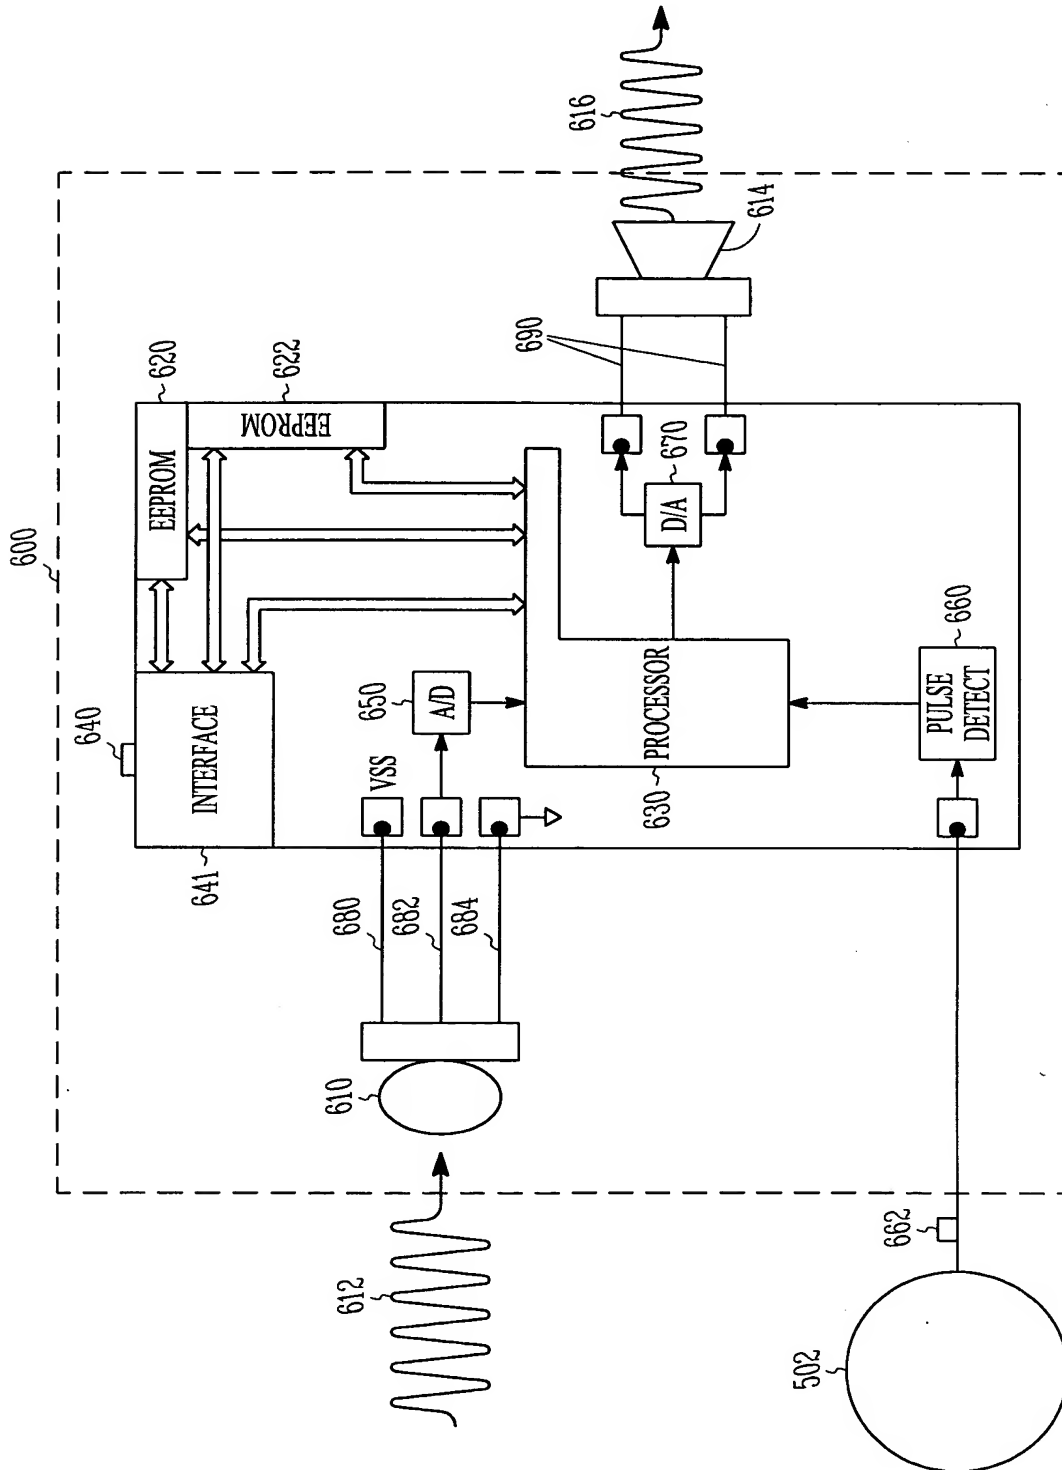 600
640
INTERFACE
641
EEPROM
620
EEPROM
622
680
VSS
682
684
650
A/D
610
612
PROCESSOR
630
D/A
670
690
614
616
PULSE
DETECT
660
662
502